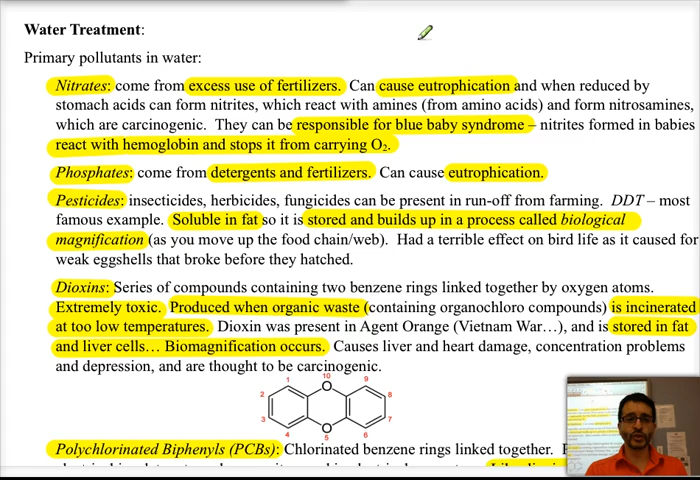 Water Treatment:
Primary pollutants in water:
Nitrates: come from excess use of fertilizers. Can cause eutrophication and when reduced by
stomach acids can form nitrites, which react with amines (from amino acids) and form nitrosamines,
which are carcinogenic. They can be responsible for blue baby syndrome – nitrites formed in babies
react with hemoglobin and stops it from carrying O₂.
Phosphates: come from detergents and fertilizers. Can cause eutrophication.
Pesticides: insecticides, herbicides, fungicides can be present in run-off from farming. DDT – most
famous example. Soluble in fat so it is stored and builds up in a process called biological
magnification (as you move up the food chain/web). Had a terrible effect on bird life as it caused for
weak eggshells that broke before they hatched.
Dioxins: Series of compounds containing two benzene rings linked together by oxygen atoms.
Extremely toxic. Produced when organic waste (containing organochloro compounds) is incinerated
at too low temperatures. Dioxin was present in Agent Orange (Vietnam War…), and is stored in fat
and liver cells… Biomagnification occurs. Causes liver and heart damage, concentration problems
and depression, and are thought to be carcinogenic.
10
1 O 9
2 8
3 7
4 O 6
5
Polychlorinated Biphenyls (PCBs): Chlorinated benzene rings linked together.